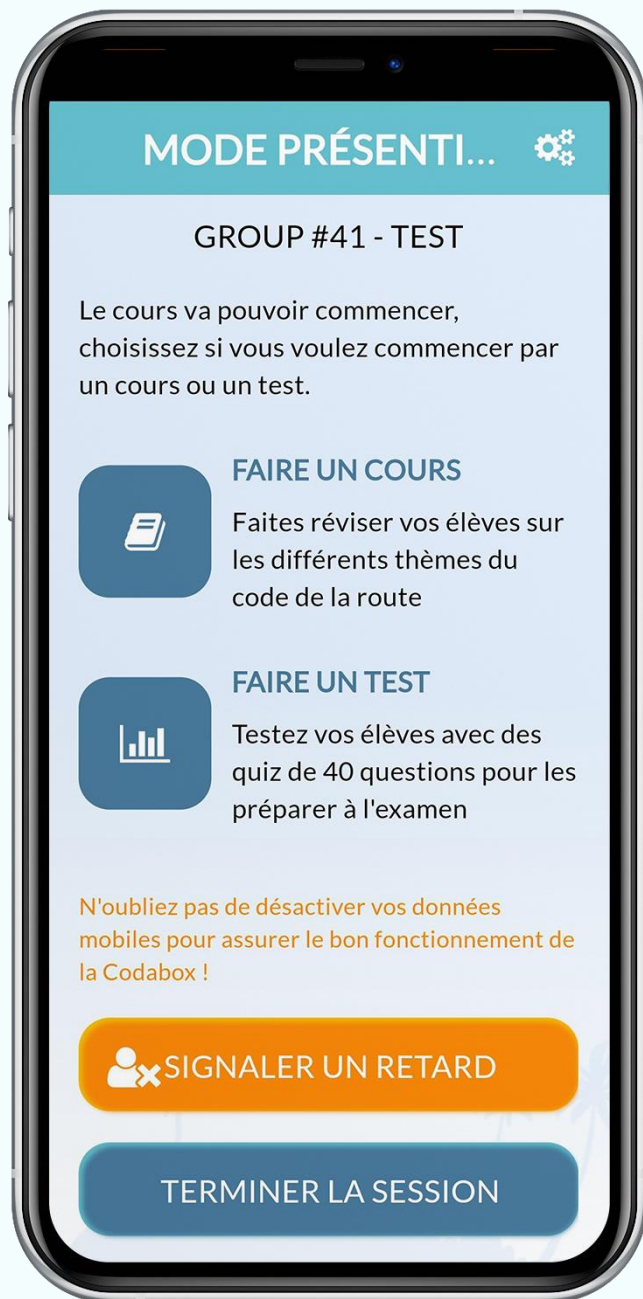 MODE PRÉSENTI...
GROUP #41 - TEST
Le cours va pouvoir commencer,
choisissez si vous voulez commencer par
un cours ou un test.
FAIRE UN COURS
Faites réviser vos élèves sur
les différents thèmes du
code de la route
FAIRE UN TEST
Testez vos élèves avec des
quiz de 40 questions pour les
préparer à l'examen
N'oubliez pas de désactiver vos données
mobiles pour assurer le bon fonctionnement de
la Codabox !
SIGNALER UN RETARD
TERMINER LA SESSION